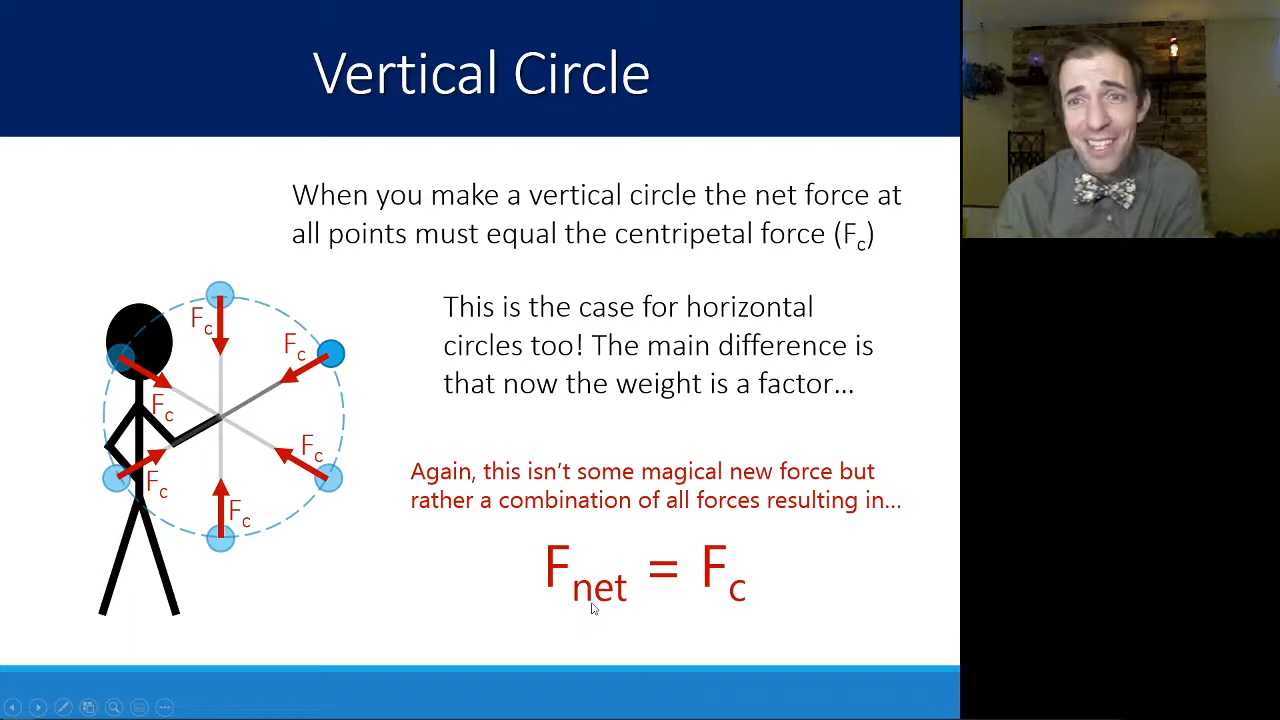 Vertical Circle
When you make a vertical circle the net force at
all points must equal the centripetal force (Fc)
This is the case for horizontal
circles too! The main difference is
that now the weight is a factor…
Fc
Fc
Fc
Fc
Fc
Fc
Again, this isn't some magical new force but
rather a combination of all forces resulting in…
Fnet = Fc